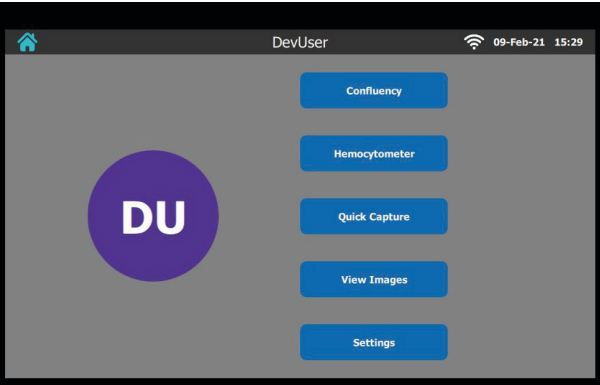 DevUser
09-Feb-21 15:29
DU
Confluency
Hemocytometer
Quick Capture
View Images
Settings